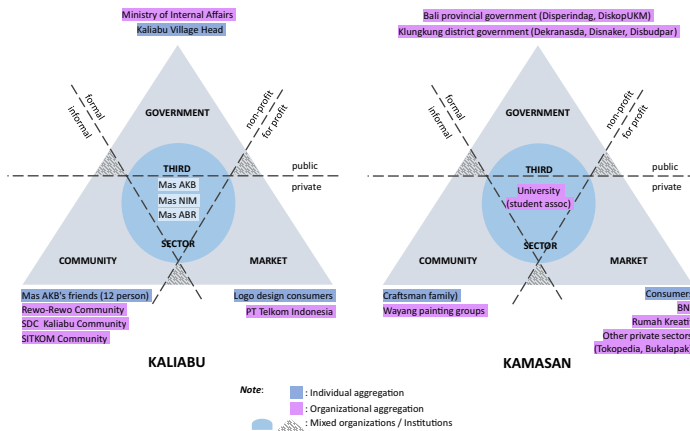 Ministry of Internal Affairs
Kaliabu Village Head
formal
informal
non-profit
for profit
GOVERNMENT
public
private
THIRD
Mas AKB
Mas NIM
Mas ABR
SECTOR
COMMUNITY
MARKET
Mas AKB's friends (12 person)
Rewo-Rewo Community
SDC Kaliabu Community
SITKOM Community
Logo design consumers
PT Telkom Indonesia
KALIABU
Bali provincial government (Disperindag, DiskopUKM)
Klungkung district government (Dekranasda, Disnaker, Disbudpar)
formal
informal
non-profit
for profit
GOVERNMENT
public
private
THIRD
University
(student assoc)
SECTOR
COMMUNITY
MARKET
Craftsman family)
Wayang painting groups
Consumers
BN
Rumah Kreati
Other private sectors
(Tokopedia, Bukalapak
KAMASAN
Note:
: Individual aggregation
: Organizational aggregation
: Mixed organizations / Institutions